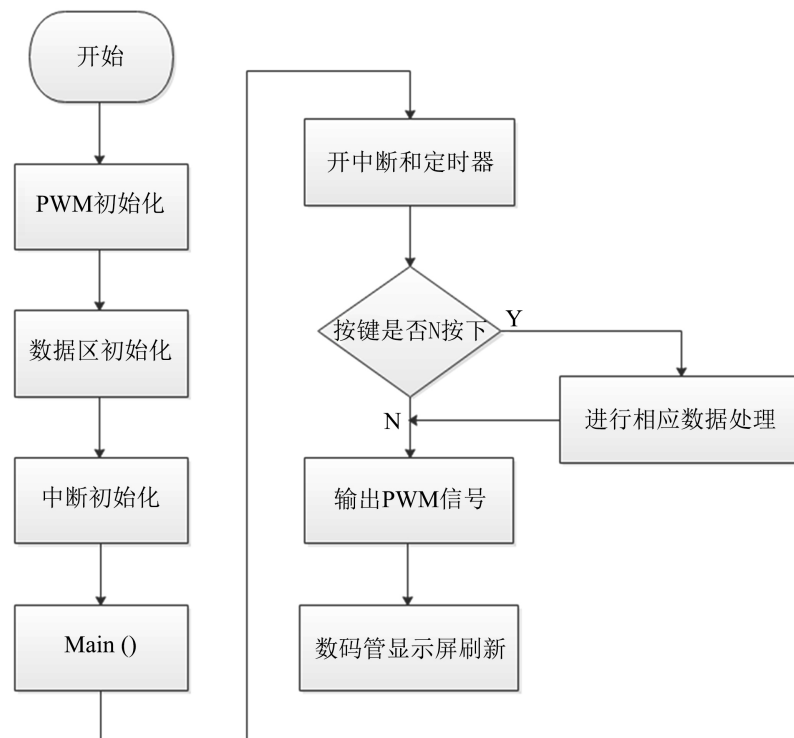 开始
PWM初始化
数据区初始化
中断初始化
Main ()
开中断和定时器
按键是否N按下
Y
进行相应数据处理
N
输出PWM信号
数码管显示屏刷新